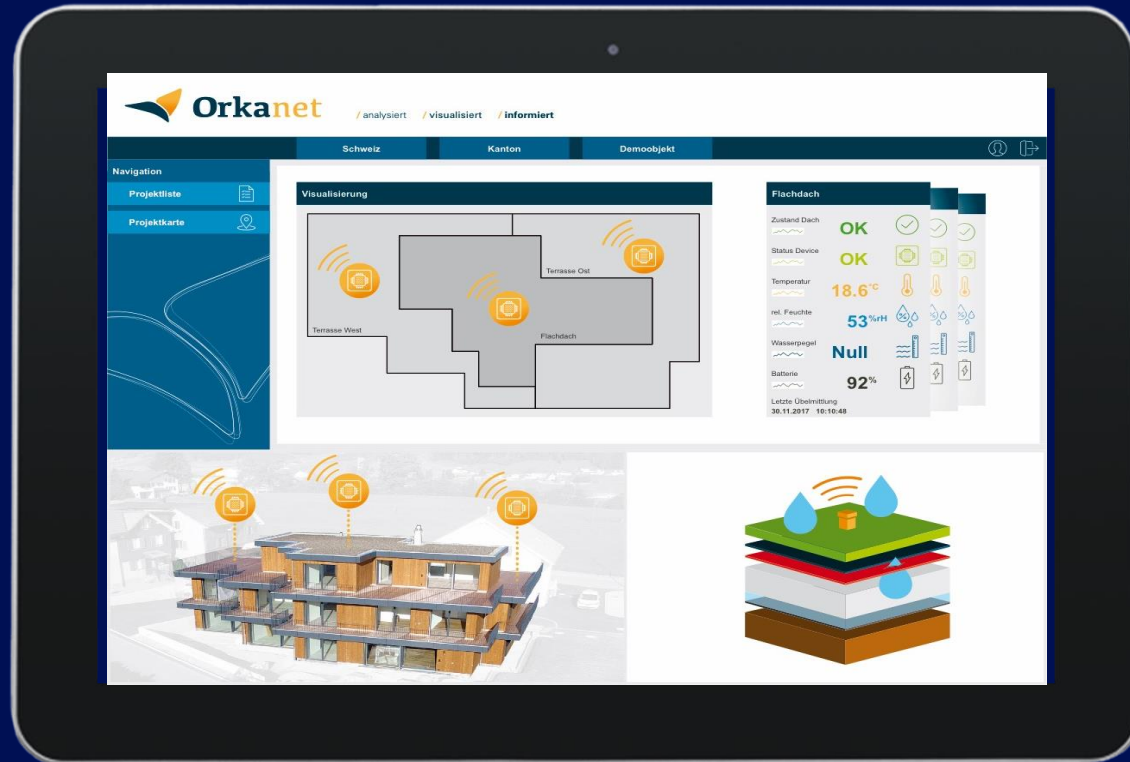 Orkanet
/ analysiert / visualisiert / informiert
Schweiz Kanton Demoobjekt
Navigation
Projektliste
Projektkarte
Visualisierung
Terrasse Ost
Terrasse West
Flachdach
Flachdach
Zustand Dach OK
Status Device OK
Temperatur 18.6°C
rel. Feuchte 53%rH
Wasserpegel Null
Batterie 92%
Letzte Übelmittlung
30.11.2017 10:10:48